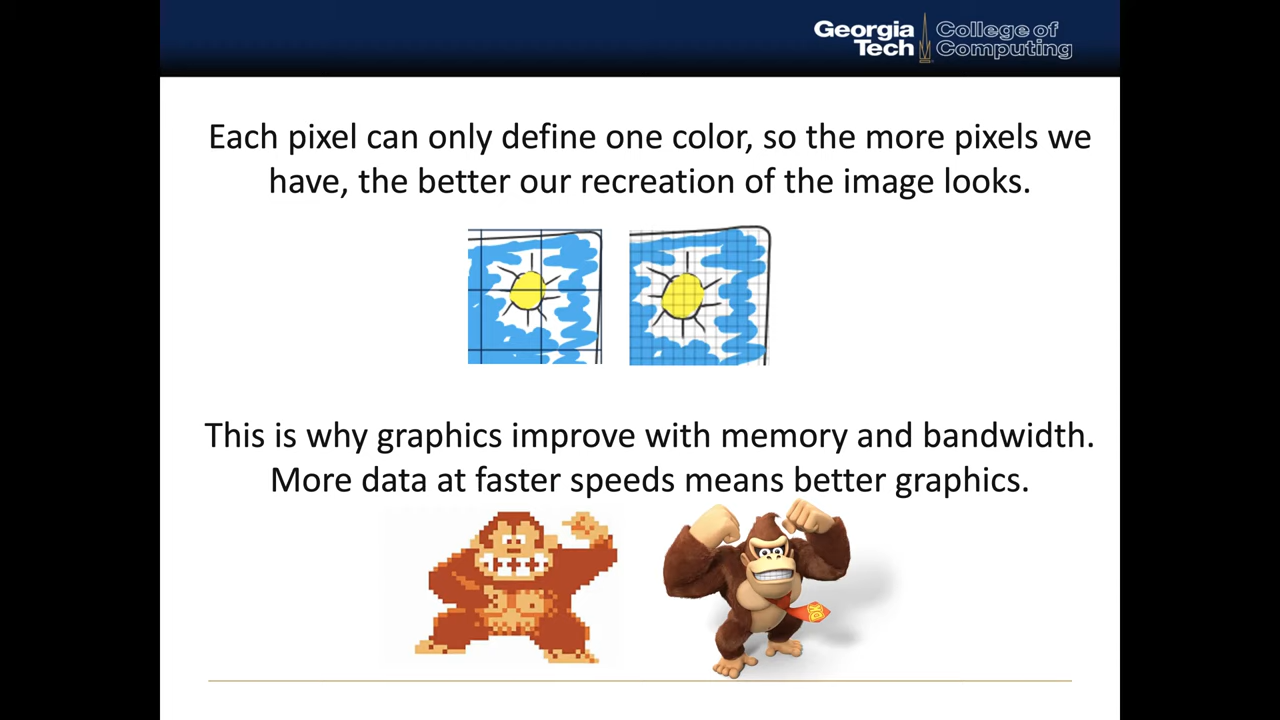 Georgia Tech
College of Computing
Each pixel can only define one color, so the more pixels we
have, the better our recreation of the image looks.
This is why graphics improve with memory and bandwidth.
More data at faster speeds means better graphics.
DK